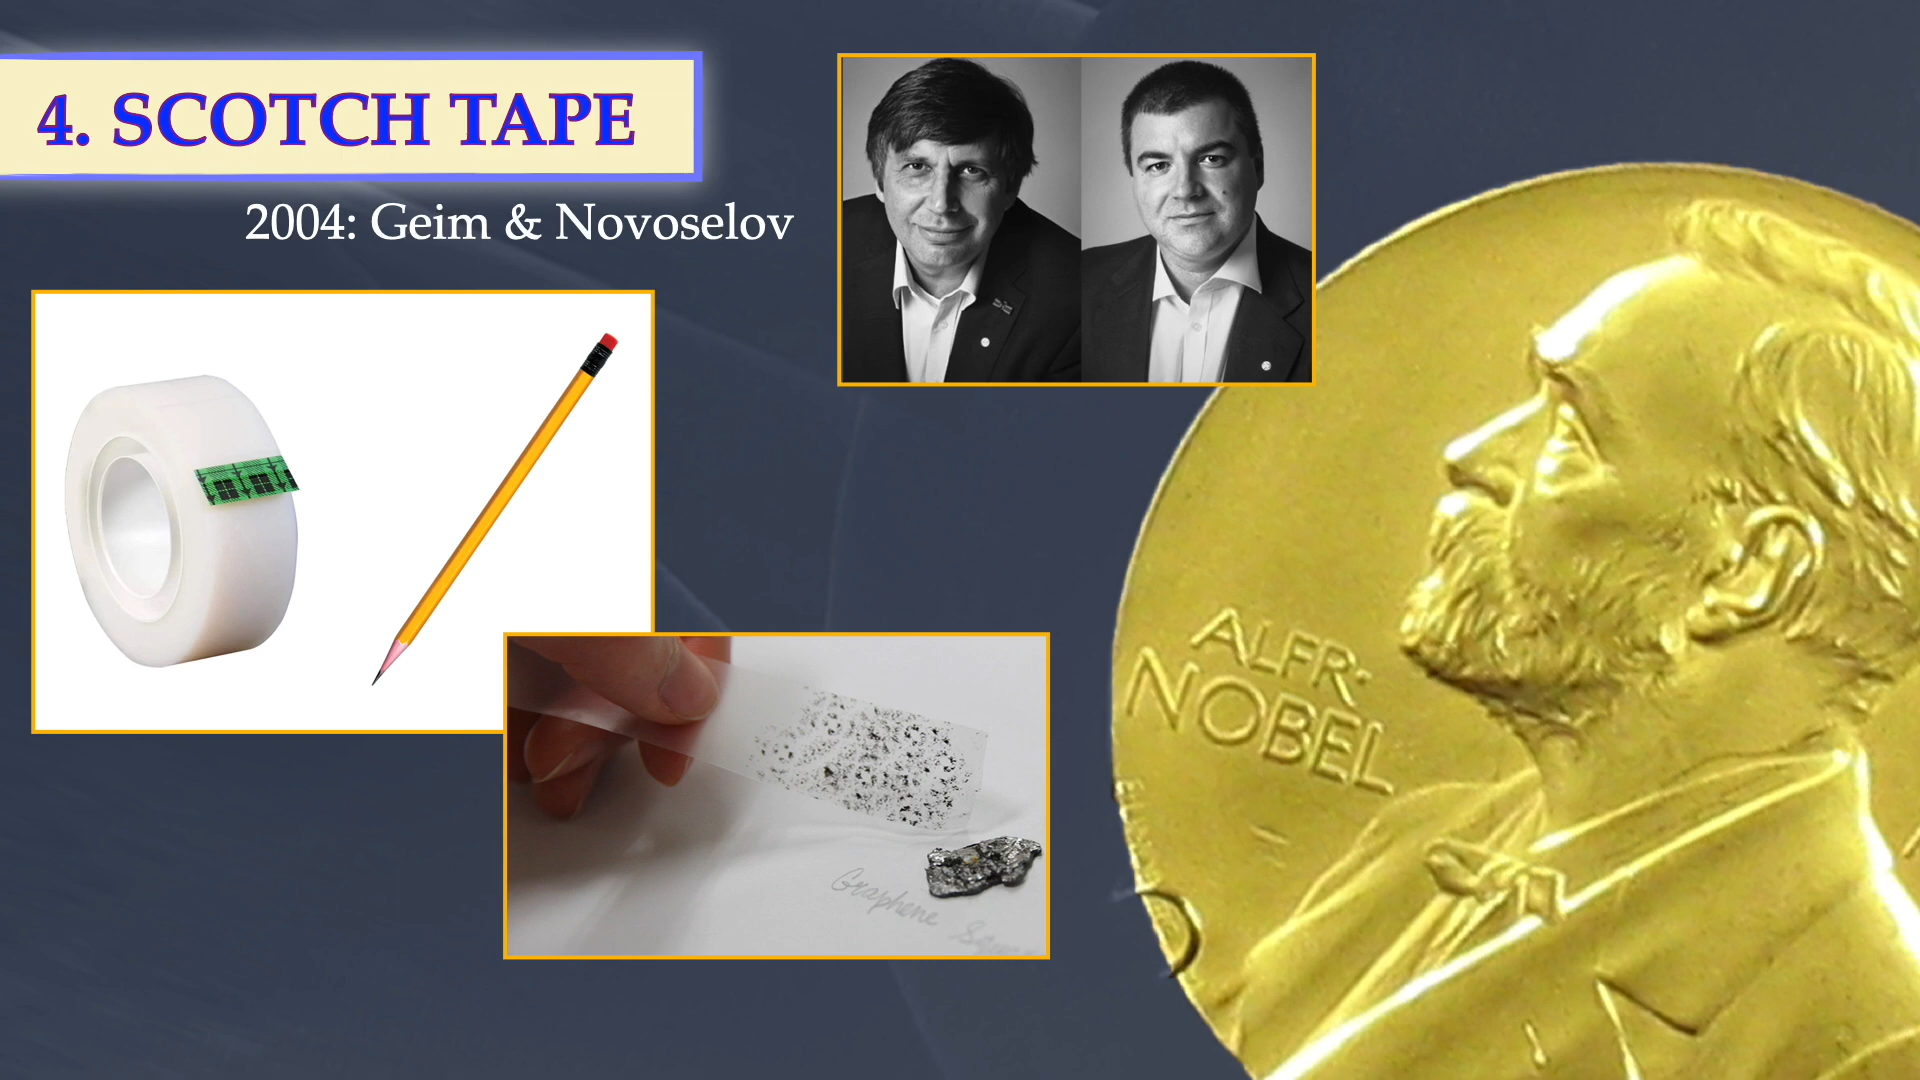 4. SCOTCH TAPE
2004: Geim & Novoselov
Graphene
ALFR·
NOBEL